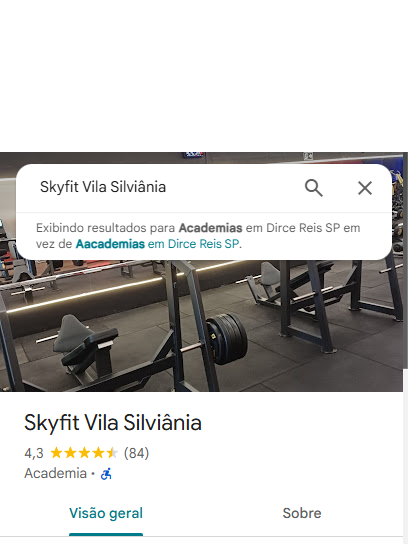 Skyfit Vila Silviânia
Exibindo resultados para Academias em Dirce Reis SP em
vez de Aacademias em Dirce Reis SP.
Skyfit Vila Silviânia
4,3 (84)
Academia •
Visão geral Sobre